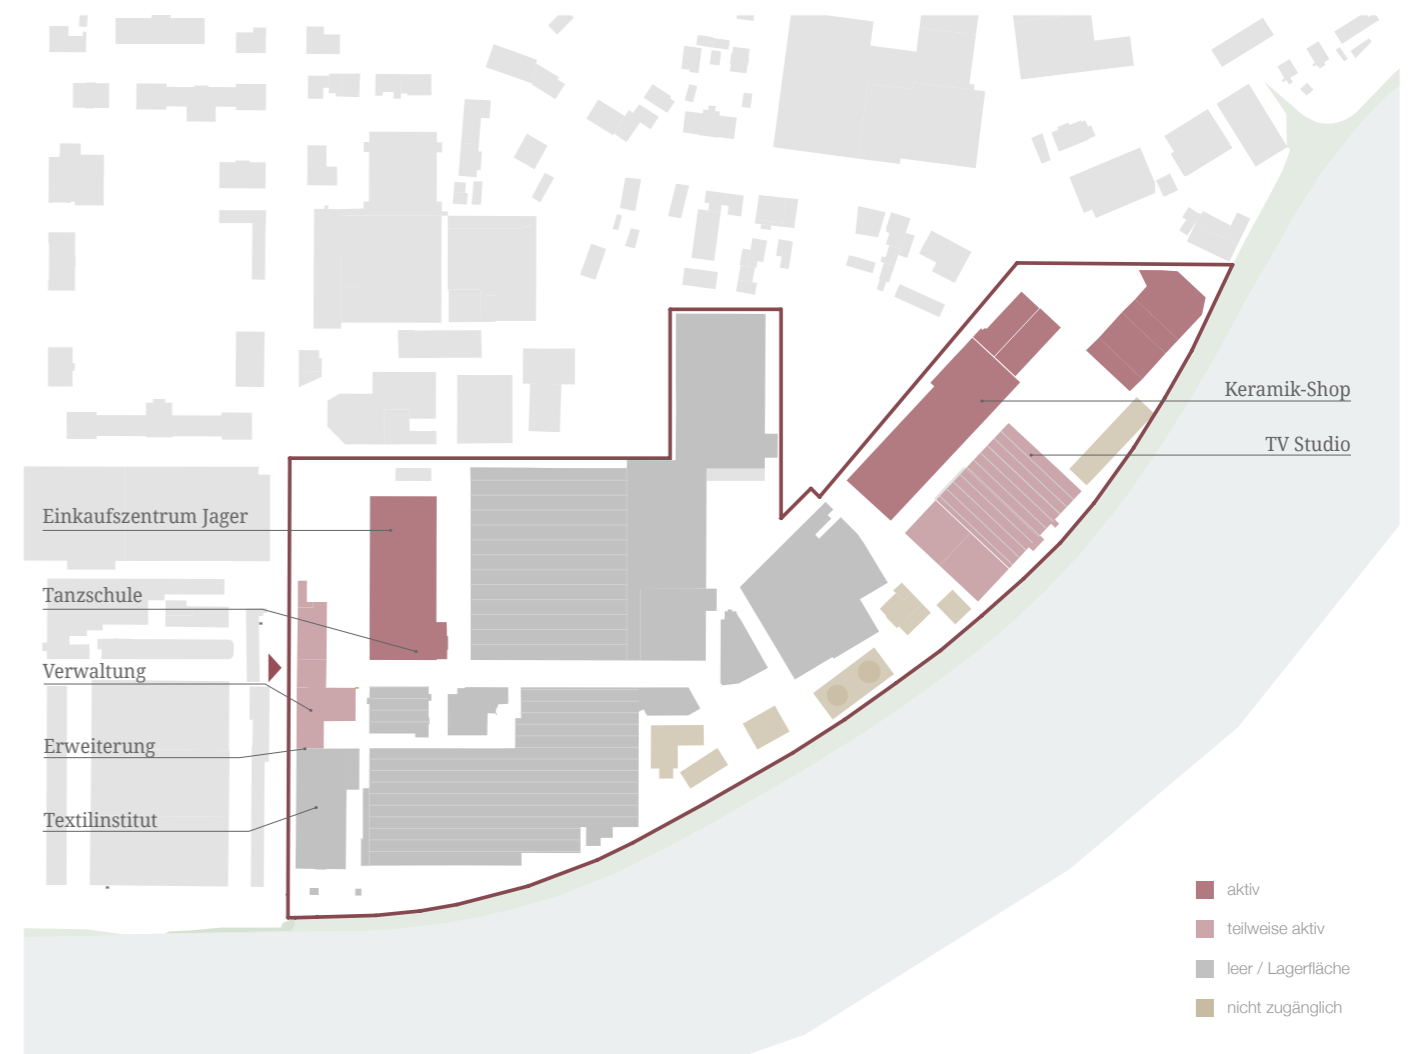 Keramik-Shop
TV Studio
Einkaufszentrum Jager
Tanzschule
Verwaltung
Erweiterung
Textilinstitut
aktiv
teilweise aktiv
leer / Lagerfläche
nicht zugänglich